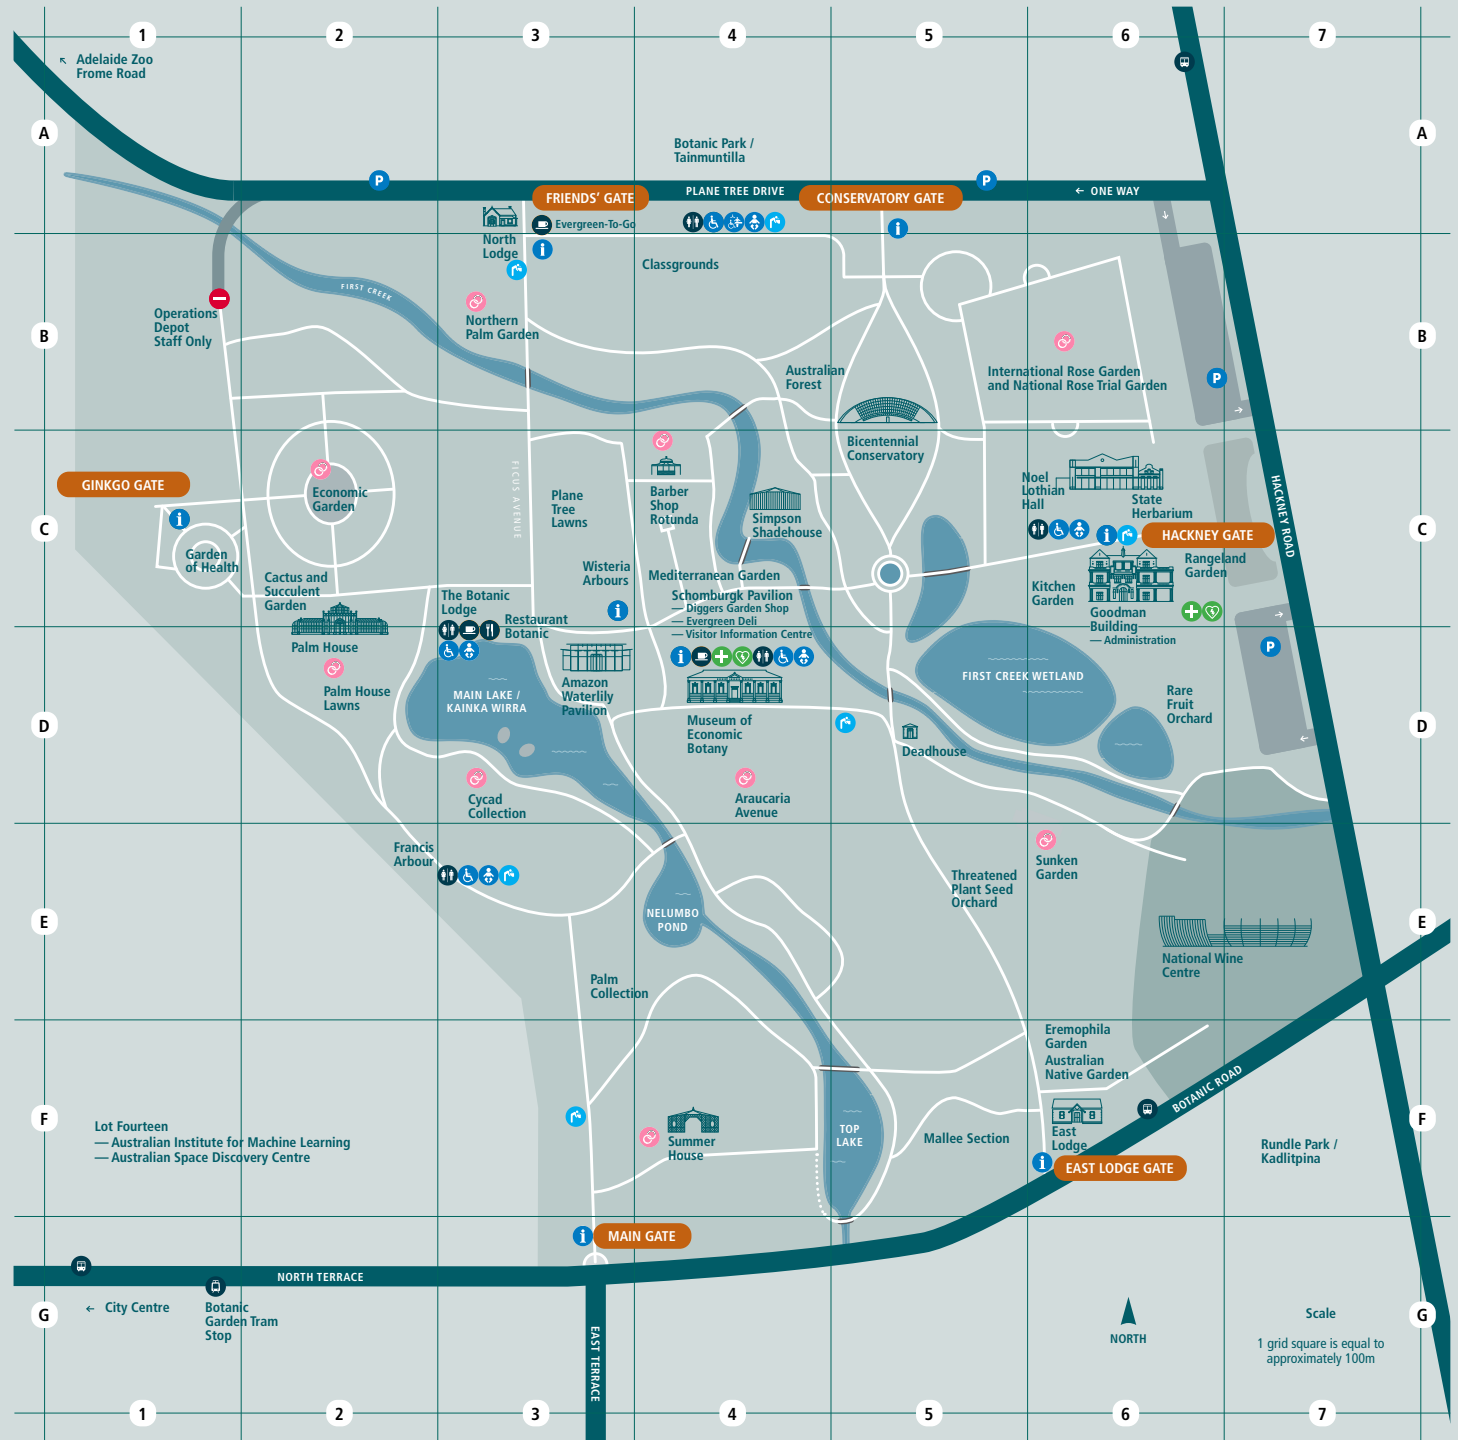 1
2
3
4
5
6
7
Adelaide Zoo
Frome Road
A
A
Botanic Park /
Tainmuntilla
P
P
FRIENDS' GATE
PLANE TREE DRIVE
CONSERVATORY GATE
← ONE WAY
Evergreen-To-Go
North
Lodge
i
i
Classgrounds
FIRST CREEK
Operations
Depot
Staff Only
Northern
Palm Garden
B
B
Australian
Forest
International Rose Garden
and National Rose Trial Garden
P
Bicentennial
Conservatory
GINKGO GATE
i
Economic
Garden
FICUS AVENUE
Plane
Tree
Lawns
Barber
Shop
Rotunda
Simpson
Shadehouse
Noel
Lothian
Hall
State
Herbarium
HACKNEY ROAD
C
C
i
HACKNEY GATE
Garden
of Health
Rangeland
Garden
Wisteria
Arbours
Mediterranean Garden
Kitchen
Garden
Cactus and
Succulent
Garden
The Botanic
Lodge
Schomburgk Pavilion
— Diggers Garden Shop
— Evergreen Deli
— Visitor Information Centre
i
Goodman
Building
— Administration
Restaurant
Botanic
Palm House
i
P
Palm House
Lawns
MAIN LAKE /
KAINKA WIRRA
Amazon
Waterlily
Pavilion
FIRST CREEK WETLAND
Rare
Fruit
Orchard
D
D
Museum of
Economic
Botany
Deadhouse
Cycad
Collection
Araucaria
Avenue
Francis
Arbour
Sunken
Garden
Threatened
Plant Seed
Orchard
E
E
NELUMBO
POND
National Wine
Centre
Palm
Collection
Eremophila
Garden
Australian
Native Garden
BOTANIC ROAD
F
F
Lot Fourteen
— Australian Institute for Machine Learning
— Australian Space Discovery Centre
Summer
House
TOP
LAKE
Mallee Section
East
Lodge
Rundle Park /
Kadlitpina
i
EAST LODGE GATE
i
MAIN GATE
NORTH TERRACE
← City Centre
Botanic
Garden Tram
Stop
G
G
EAST TERRACE
NORTH
Scale
1 grid square is equal to
approximately 100m
1
2
3
4
5
6
7